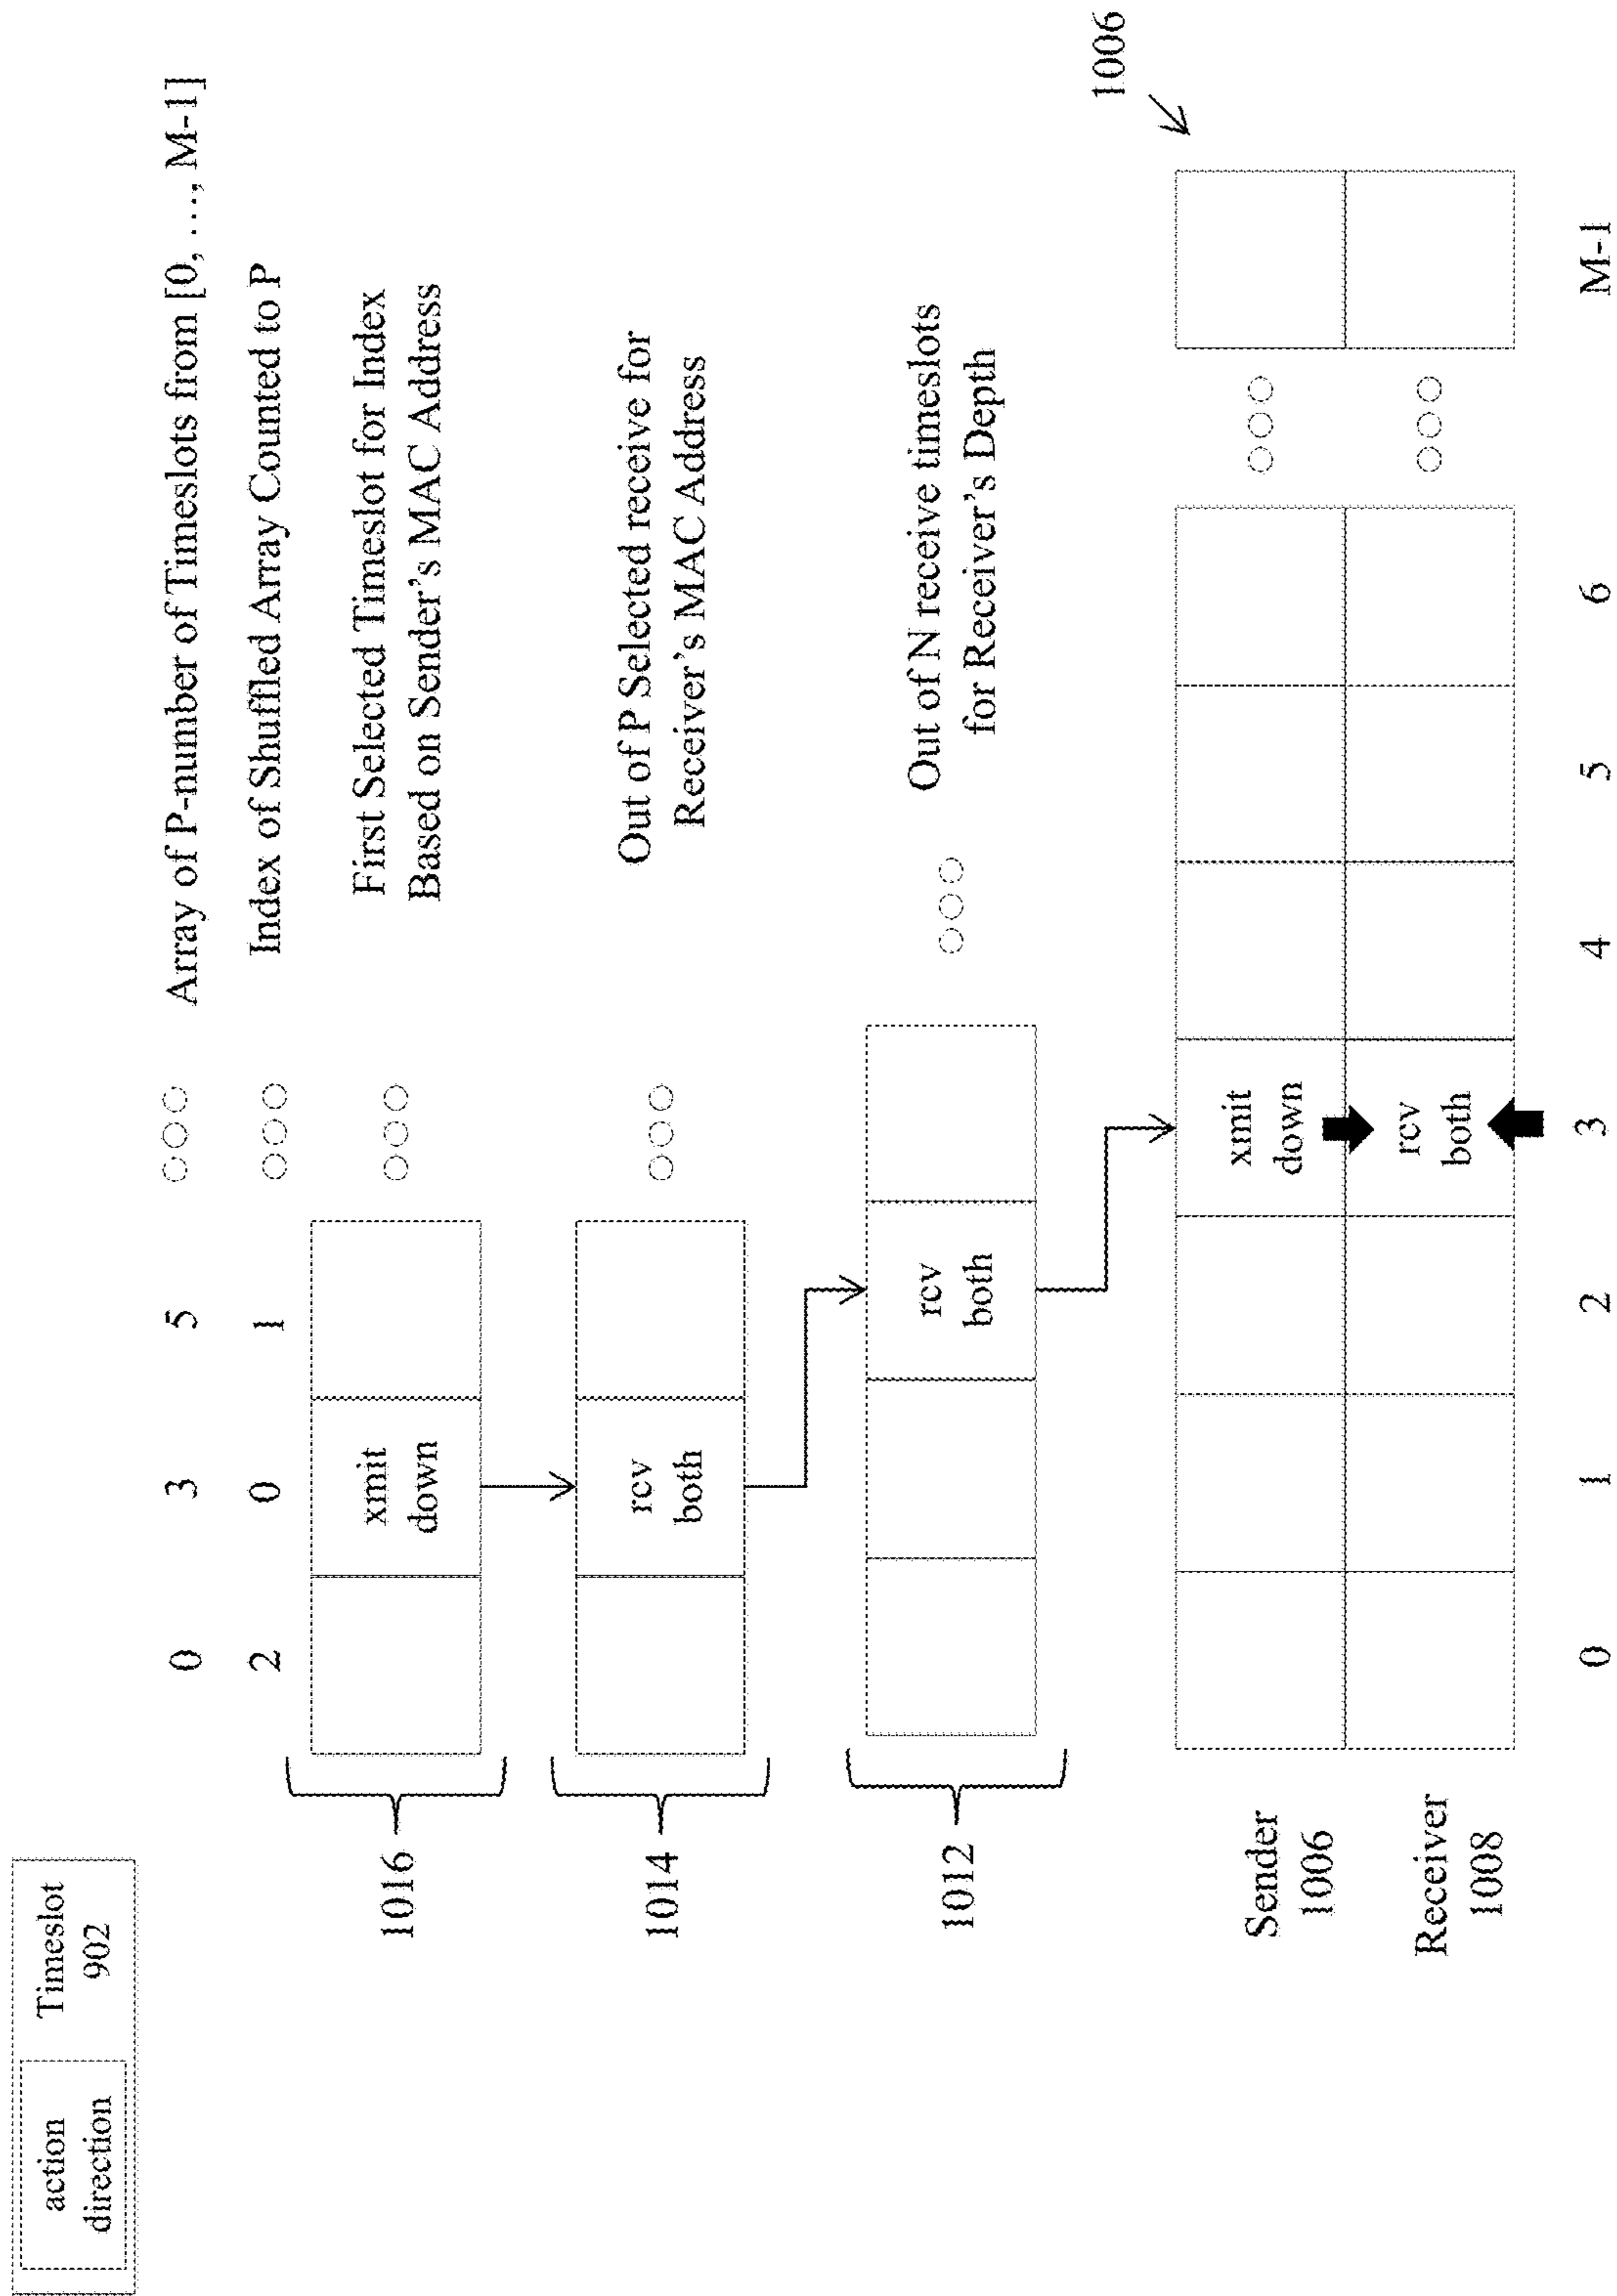 action
direction
Timeslot
902
0 3 5 ○○○ Array of P-number of Timeslots from [0, ..., M-1]
2 0 1 ○○○ Index of Shuffled Array Counted to P
1016
xmit
down
○○○
First Selected Timeslot for Index
Based on Sender's MAC Address
1014
rcv
both
○○○
Out of P Selected receive for
Receiver's MAC Address
1012
rcv
both
○○○
Out of N receive timeslots
for Receiver's Depth
1006
Sender
1006
xmit
down
○○○
Receiver
1008
rcv
both
○○○
0 1 2 3 4 5 6 M-1